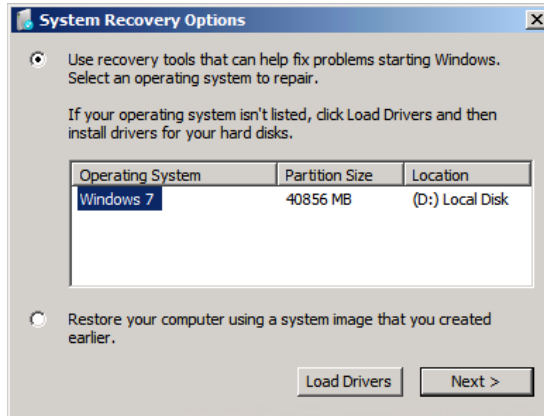 System Recovery Options
Use recovery tools that can help fix problems starting Windows.
Select an operating system to repair.
If your operating system isn't listed, click Load Drivers and then
install drivers for your hard disks.
Operating System Partition Size Location
Windows 7 40856 MB (D:) Local Disk
Restore your computer using a system image that you created
earlier.
Load Drivers Next >